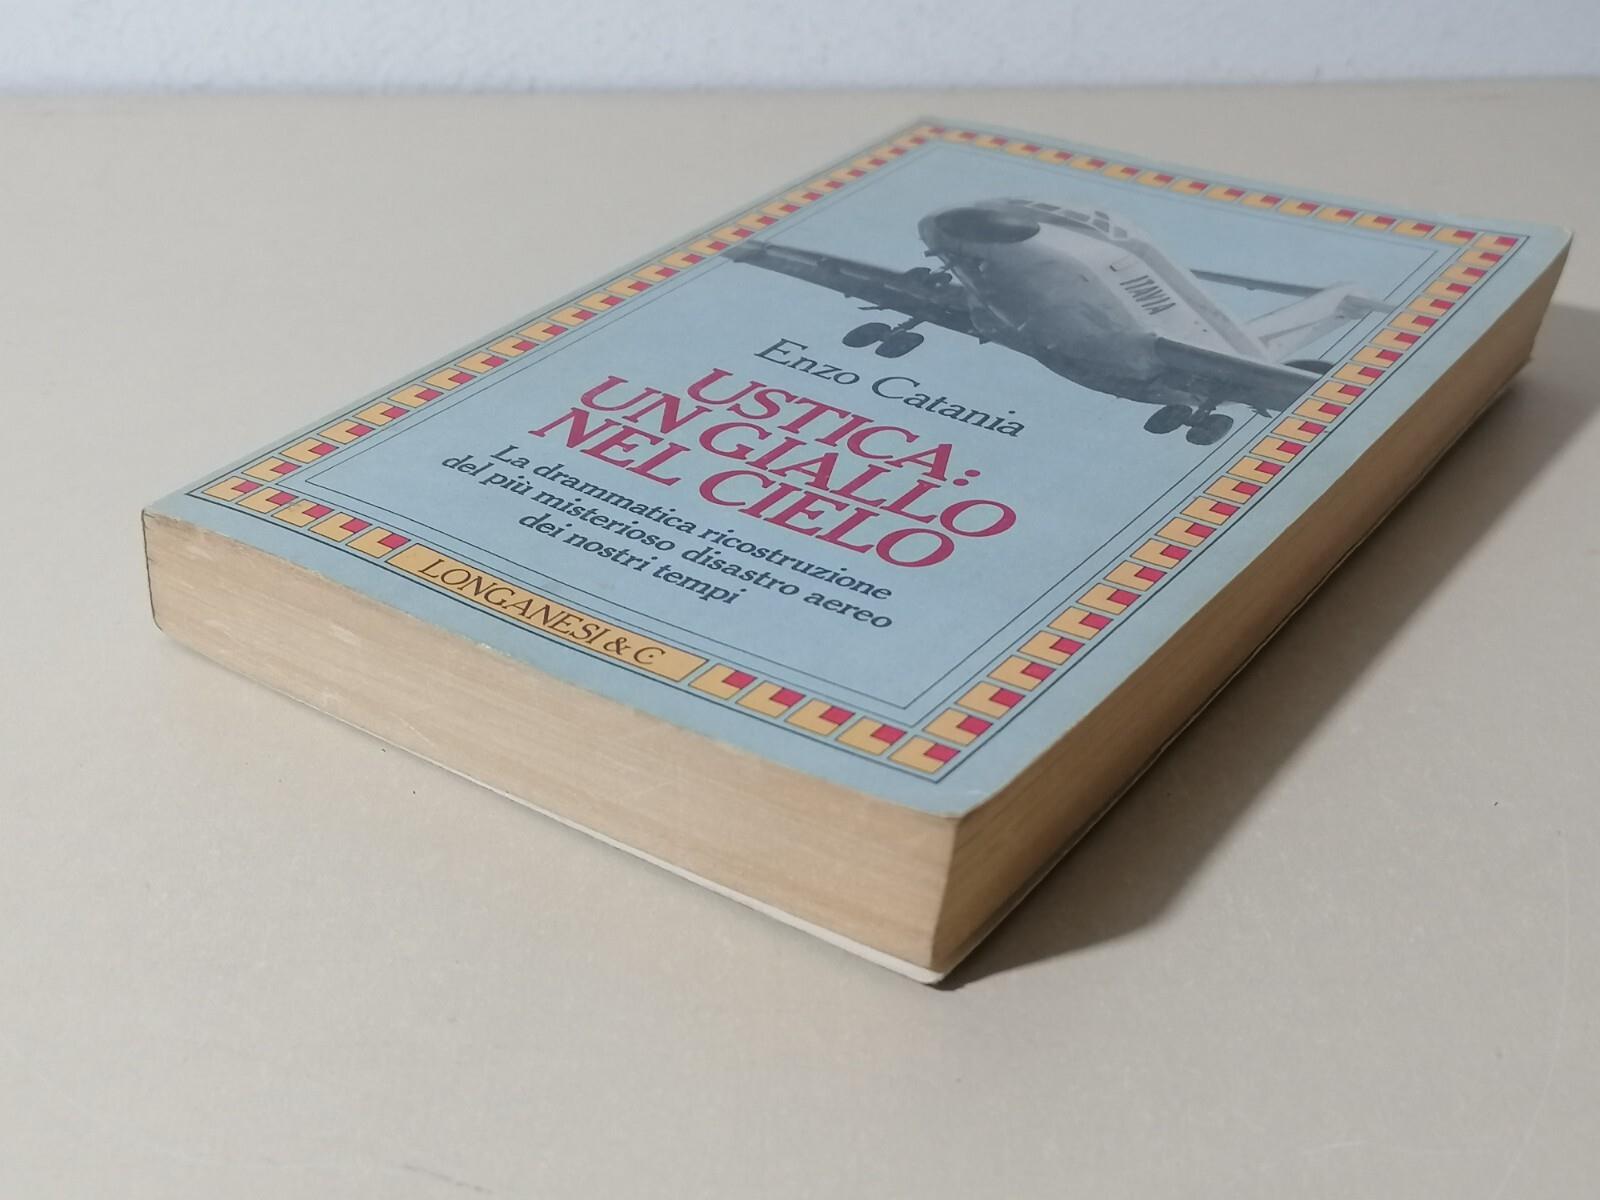 ITAVIA
Enzo Catania
USTICA:
UN GIALLO
NEL CIELO
La drammatica ricostruzione
del più misterioso disastro aereo
dei nostri tempi
LONGANESI & C.